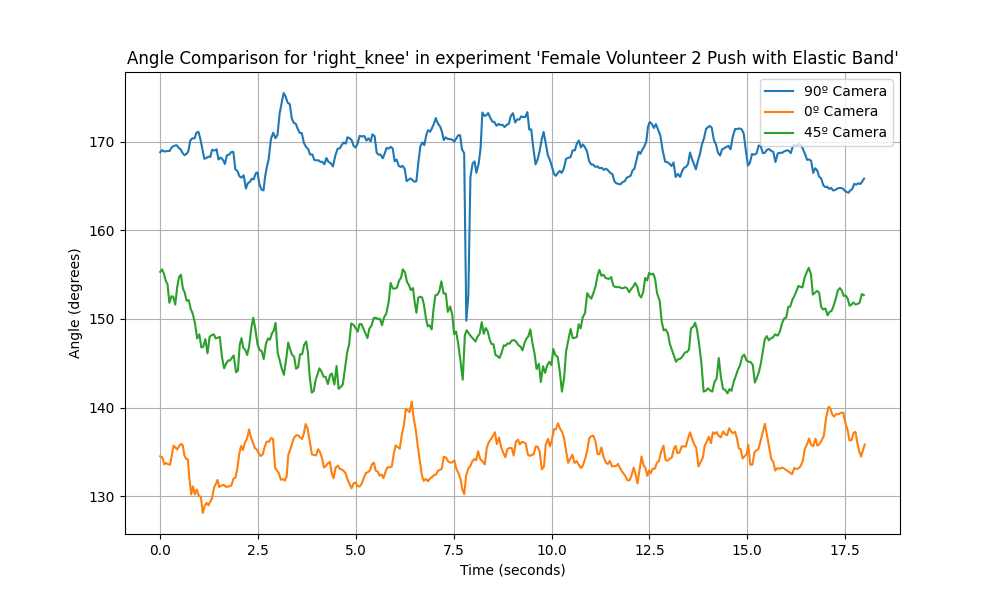 Angle Comparison for 'right_knee' in experiment 'Female Volunteer 2 Push with Elastic Band'
90º Camera
0º Camera
45º Camera
170
160
150
140
130
Angle (degrees)
0.0 2.5 5.0 7.5 10.0 12.5 15.0 17.5
Time (seconds)